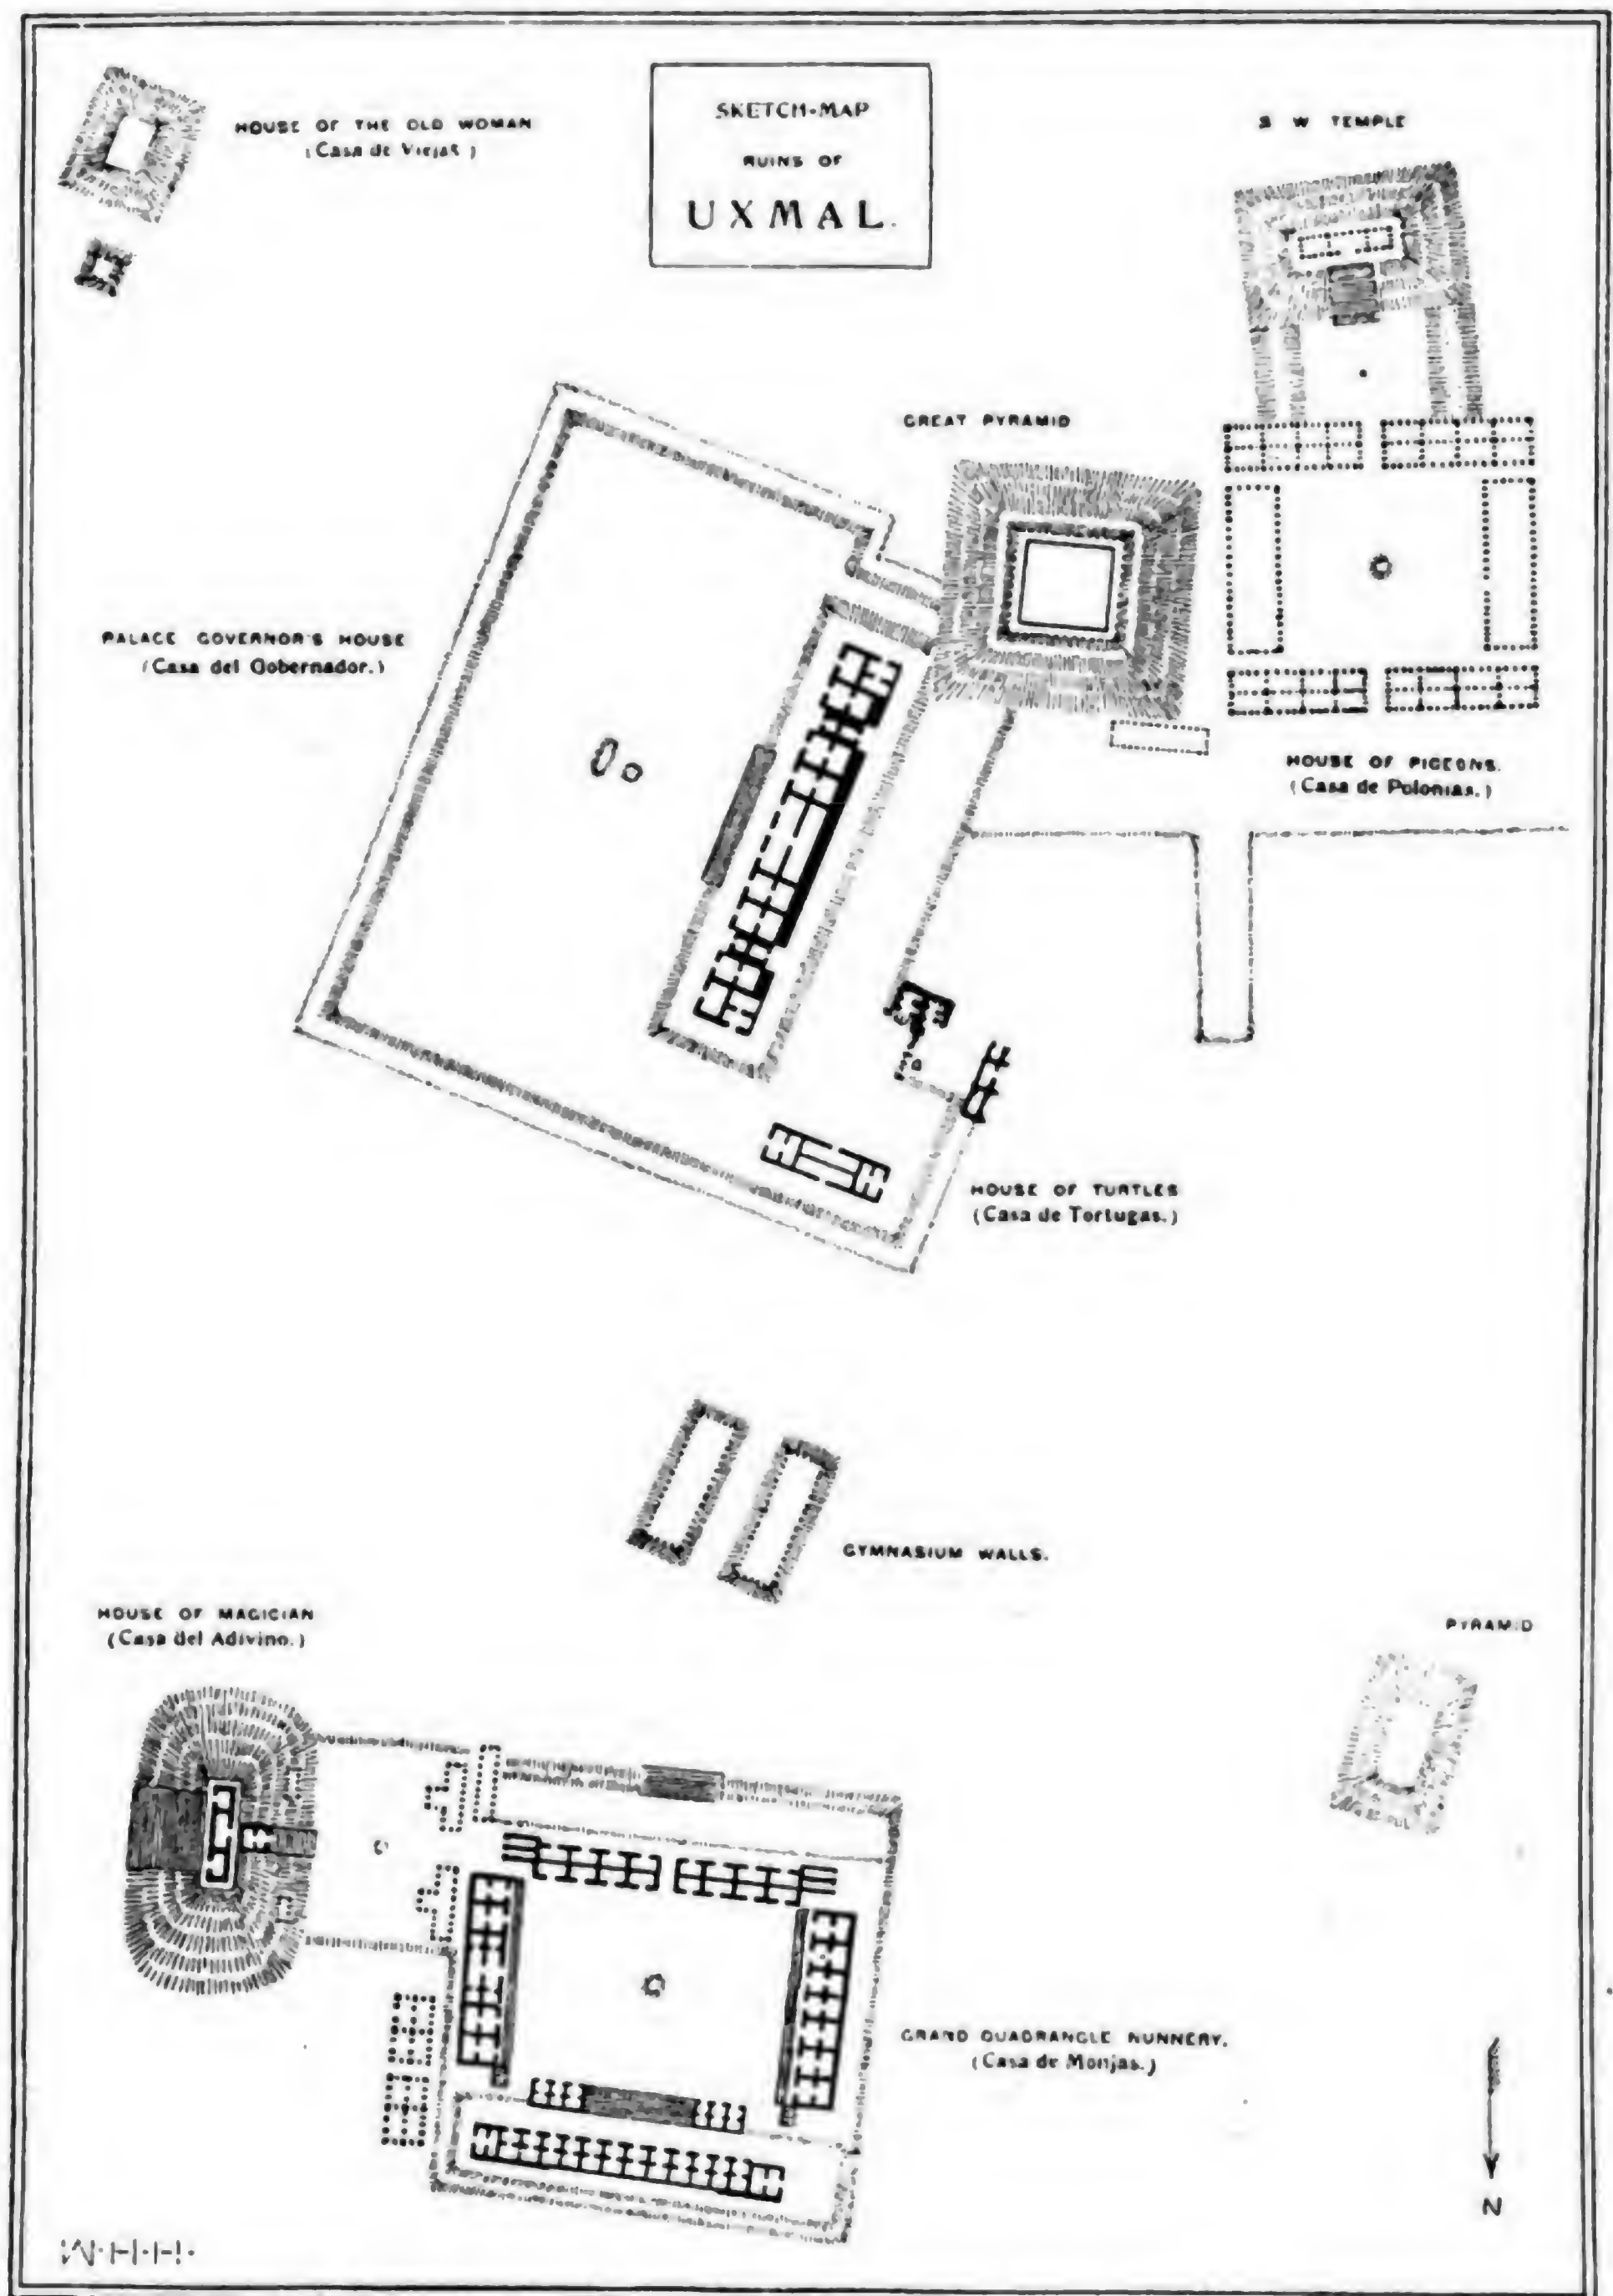 HOUSE OF THE OLD WOMAN
(Casa de Viejas.)
SKETCH-MAP
RUINS OF
UXMAL.
S W TEMPLE
GREAT PYRAMID
PALACE GOVERNOR'S HOUSE
(Casa del Gobernador.)
HOUSE OF PIGEONS.
(Casa de Polonias.)
HOUSE OF TURTLES
(Casa de Tortugas.)
GYMNASIUM WALLS.
HOUSE OF MAGICIAN
(Casa del Adivino.)
PYRAMID
GRAND QUADRANGLE NUNNERY.
(Casa de Monjas.)
N
W·H·H·